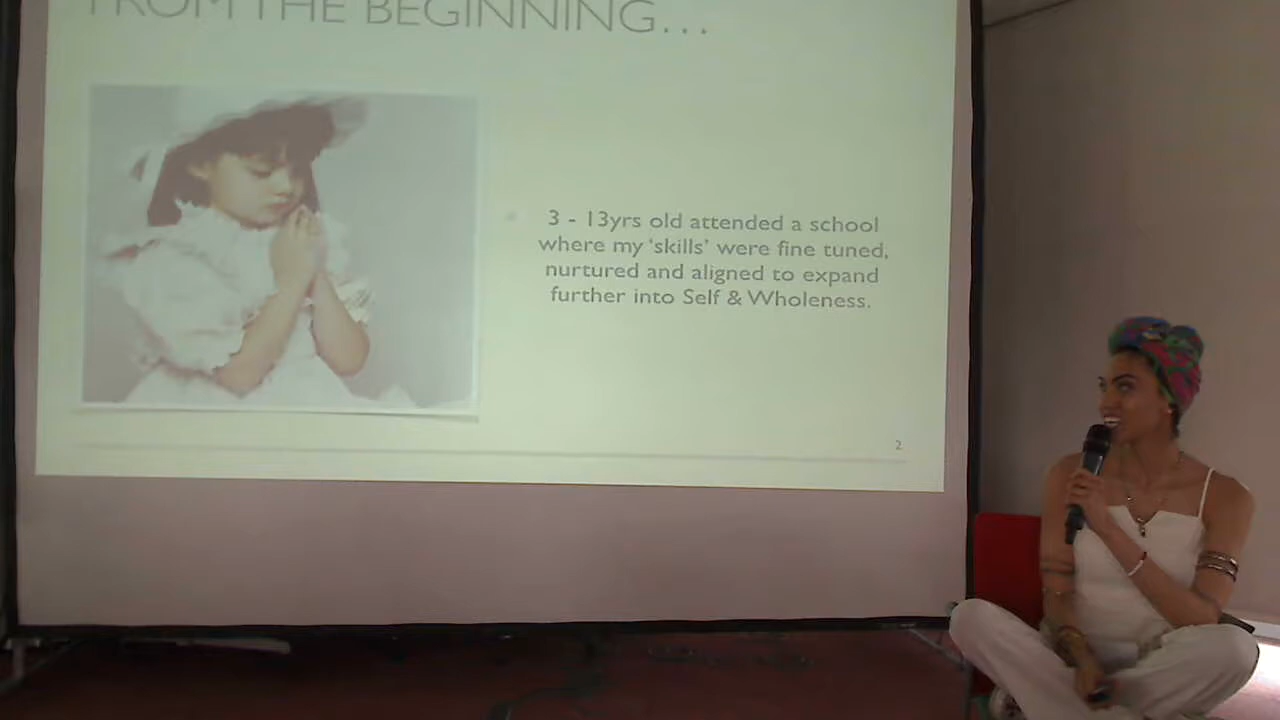 FROM THE BEGINNING...
3 - 13yrs old attended a school
where my ‘skills’ were fine tuned,
nurtured and aligned to expand
further into Self & Wholeness.
2